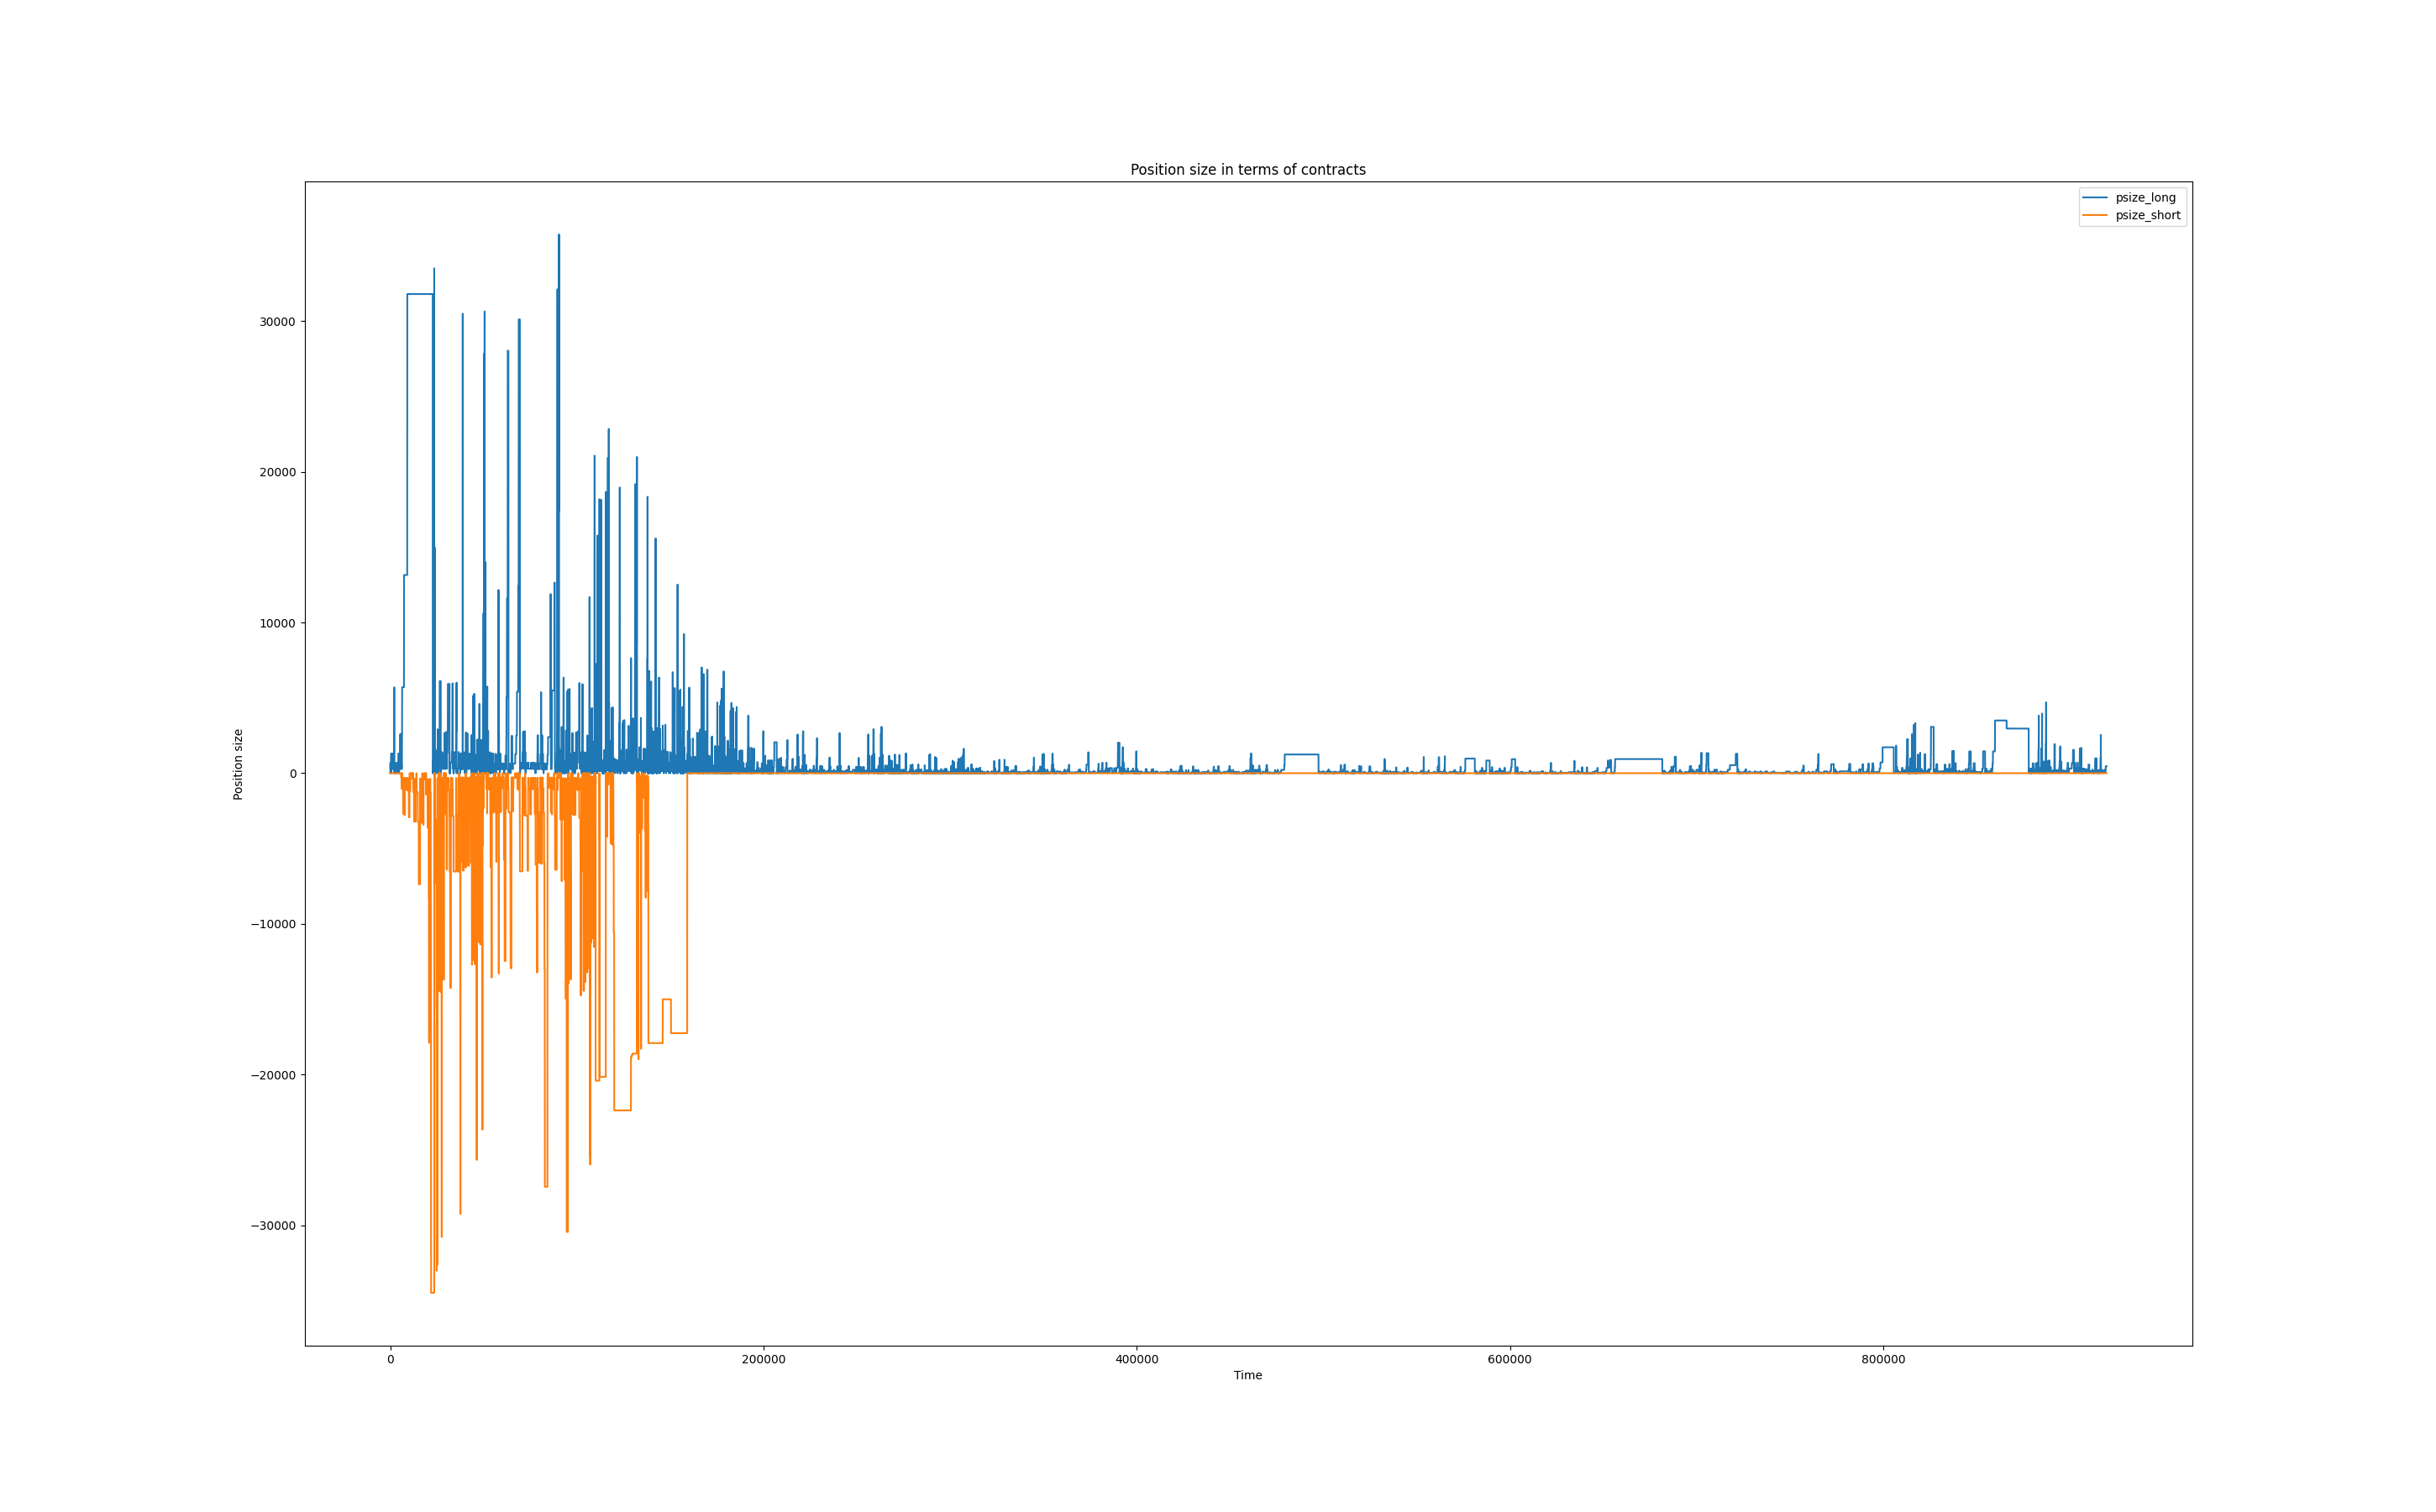 Position size in terms of contracts
psize_long
psize_short
30000
20000
10000
0
−10000
−20000
−30000
Position size
0
200000
400000
600000
800000
Time